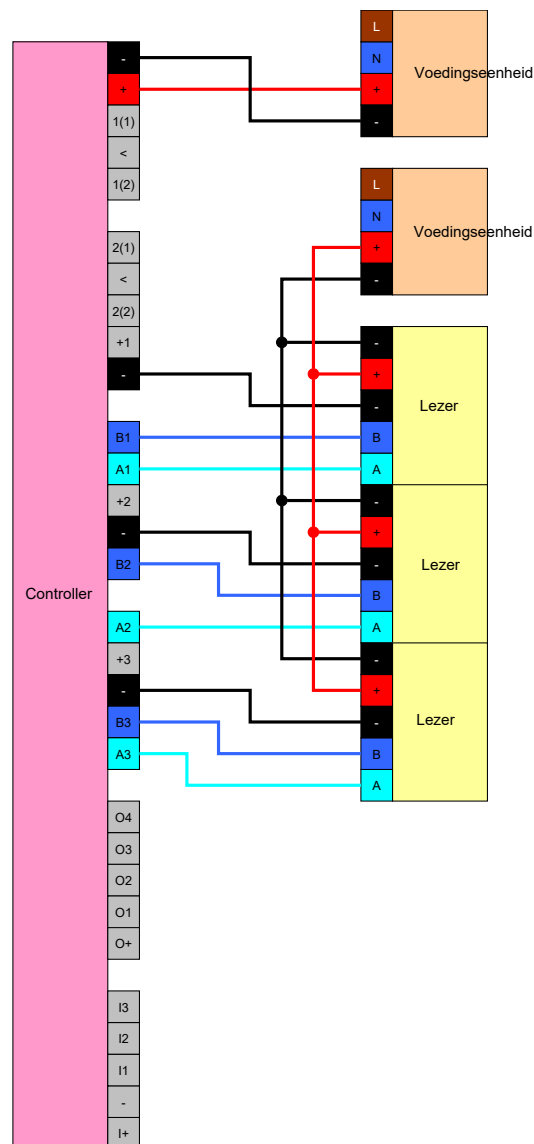 Controller
-
+
1(1)
<
1(2)
2(1)
<
2(2)
+1
-
B1
A1
+2
-
B2
A2
+3
-
B3
A3
O4
O3
O2
O1
O+
I3
I2
I1
-
I+
L
N
+
-
Voedingseenheid
L
N
+
-
Voedingseenheid
-
+
-
B
A
Lezer
-
+
-
B
A
Lezer
-
+
-
B
A
Lezer